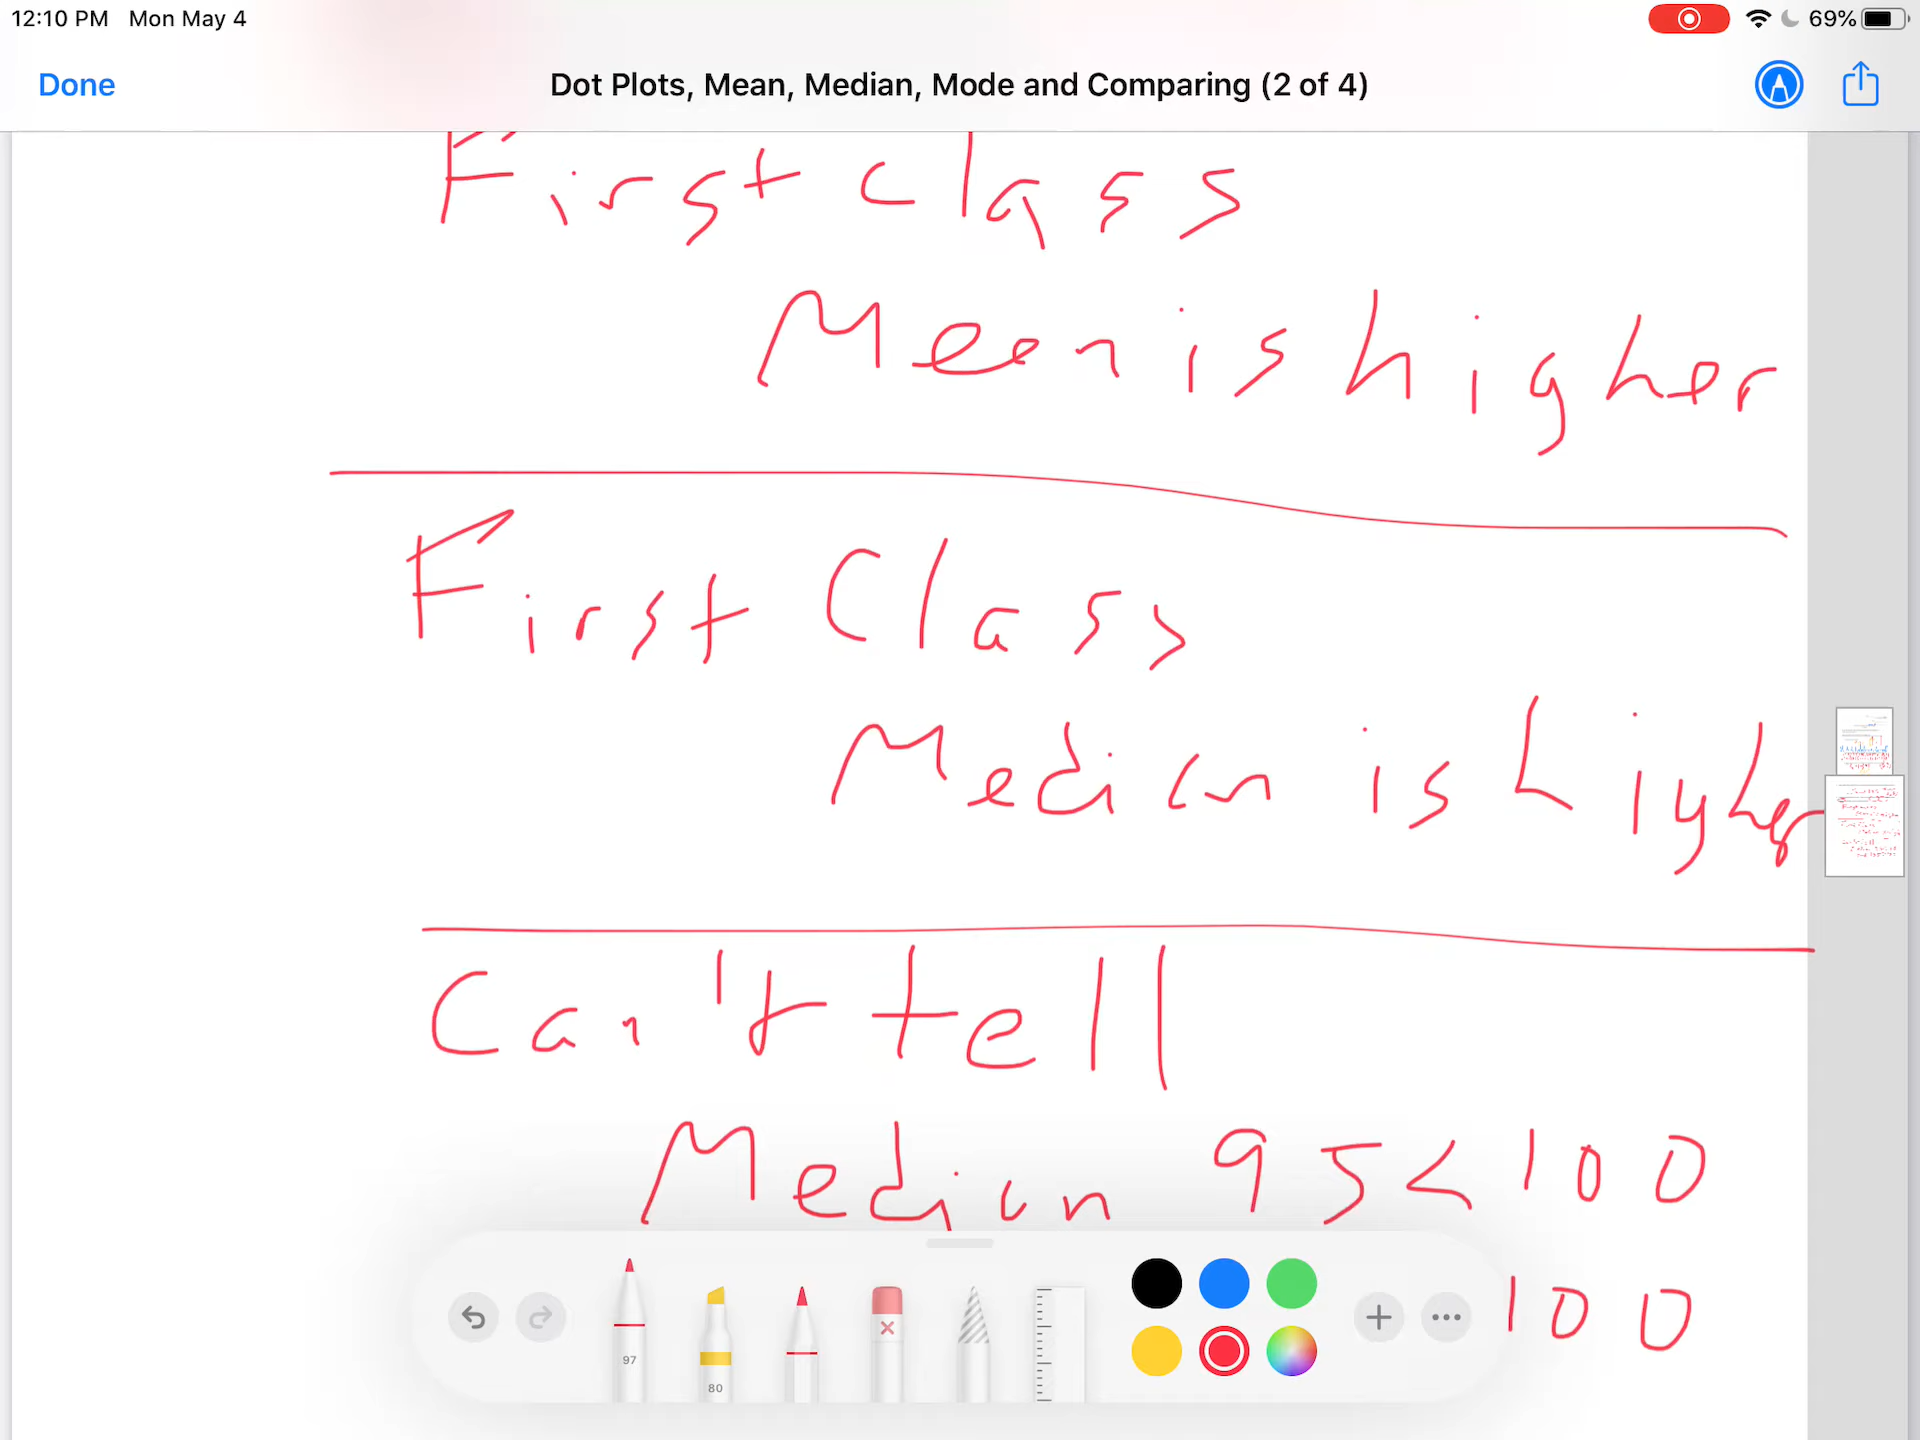 12:10 PM Mon May 4
69%
Done
Dot Plots, Mean, Median, Mode and Comparing (2 of 4)
First class
Mean is higher
First Class
Median is higher
Can't tell
Median 95<100
100
97
80